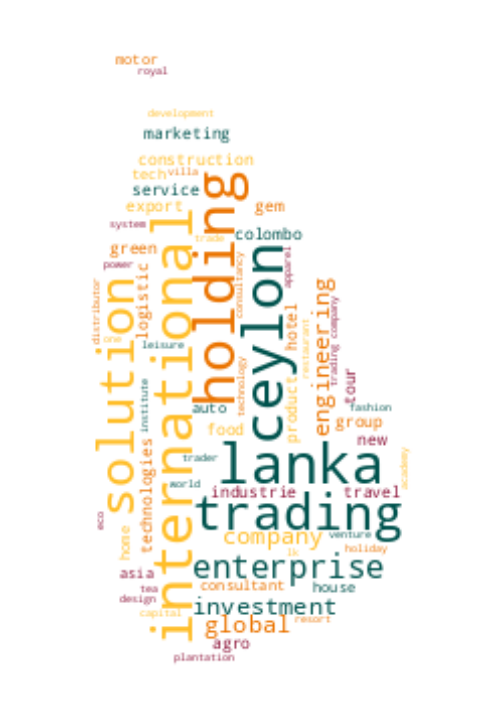 motor
royal
development
marketing
construction
tech
villa
service
export
gem
holding
system
trade
colombo
green
power
international
logistic
consultancy
apparel
ceylon
solution
distributor
one
leisure
hotel
restaurant
engineering
trading company
technology
product
tour
institute
auto
fashion
food
group
new
technologies
trader
lanka
academy
world
industrie
travel
eco
trading
home
company
venture
lk
holiday
asia
enterprise
tea
consultant
house
design
investment
capital
global
resort
agro
plantation